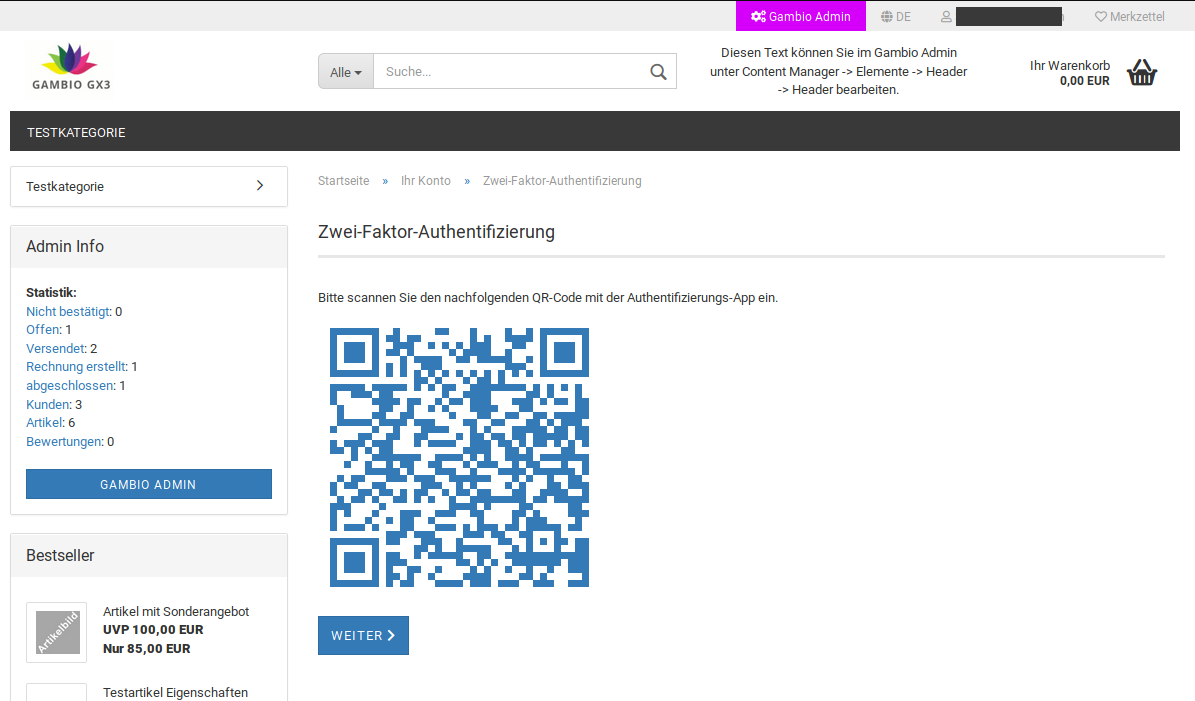 Gambio Admin
DE
Merkzettel
GAMBIO GX3
Alle
Suche...
Diesen Text können Sie im Gambio Admin
unter Content Manager -> Elemente -> Header
-> Header bearbeiten.
Ihr Warenkorb
0,00 EUR
TESTKATEGORIE
Testkategorie
Startseite » Ihr Konto » Zwei-Faktor-Authentifizierung
Admin Info
Statistik:
Nicht bestätigt: 0
Offen: 1
Versendet: 2
Rechnung erstellt: 1
abgeschlossen: 1
Kunden: 3
Artikel: 6
Bewertungen: 0
GAMBIO ADMIN
Bestseller
Artikelbild
Artikel mit Sonderangebot
UVP 100,00 EUR
Nur 85,00 EUR
Testartikel Eigenschaften
Zwei-Faktor-Authentifizierung
Bitte scannen Sie den nachfolgenden QR-Code mit der Authentifizierungs-App ein.
WEITER